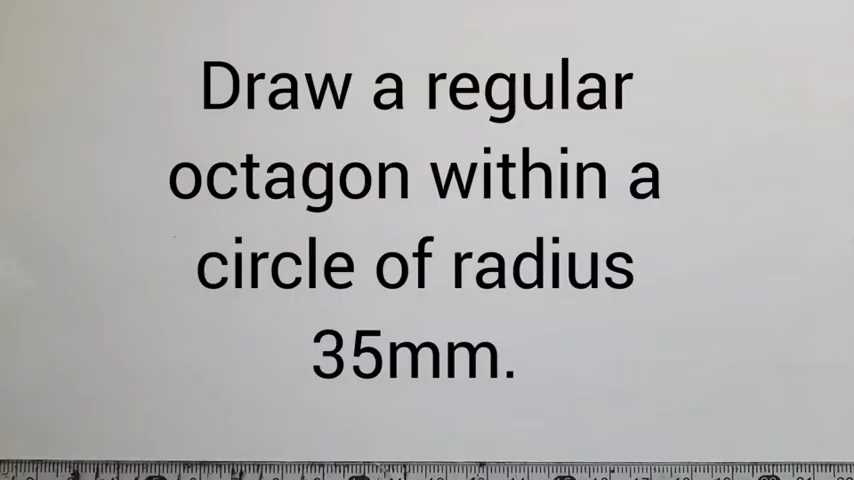 Draw a regular
octagon within a
circle of radius
35mm.